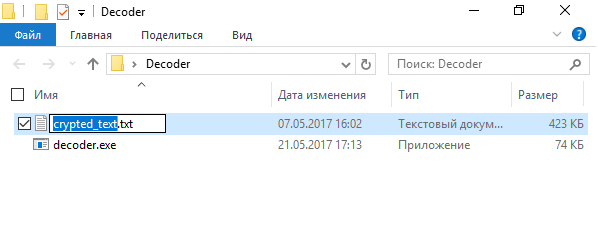 Decoder
Файл Главная Поделиться Вид
Decoder Поиск: Decoder
Имя Дата изменения Тип Размер
crypted_text.txt 07.05.2017 16:02 Текстовый докум... 423 КБ
decoder.exe 21.05.2017 17:13 Приложение 74 КБ